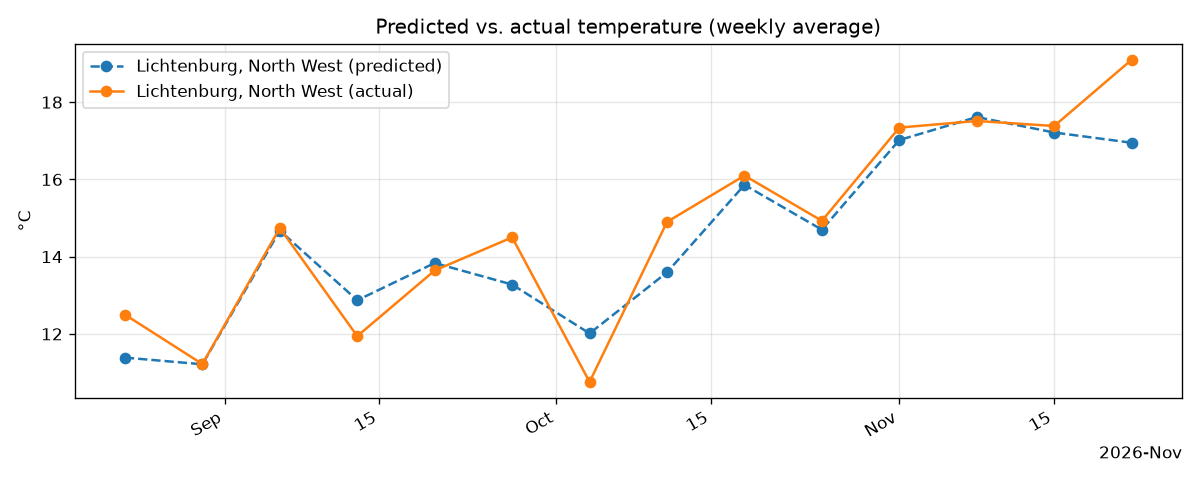 Predicted vs. actual temperature (weekly average)
Lichtenburg, North West (predicted)
Lichtenburg, North West (actual)
°C
18
16
14
12
Sep
15
Oct
15
Nov
15
2026-Nov